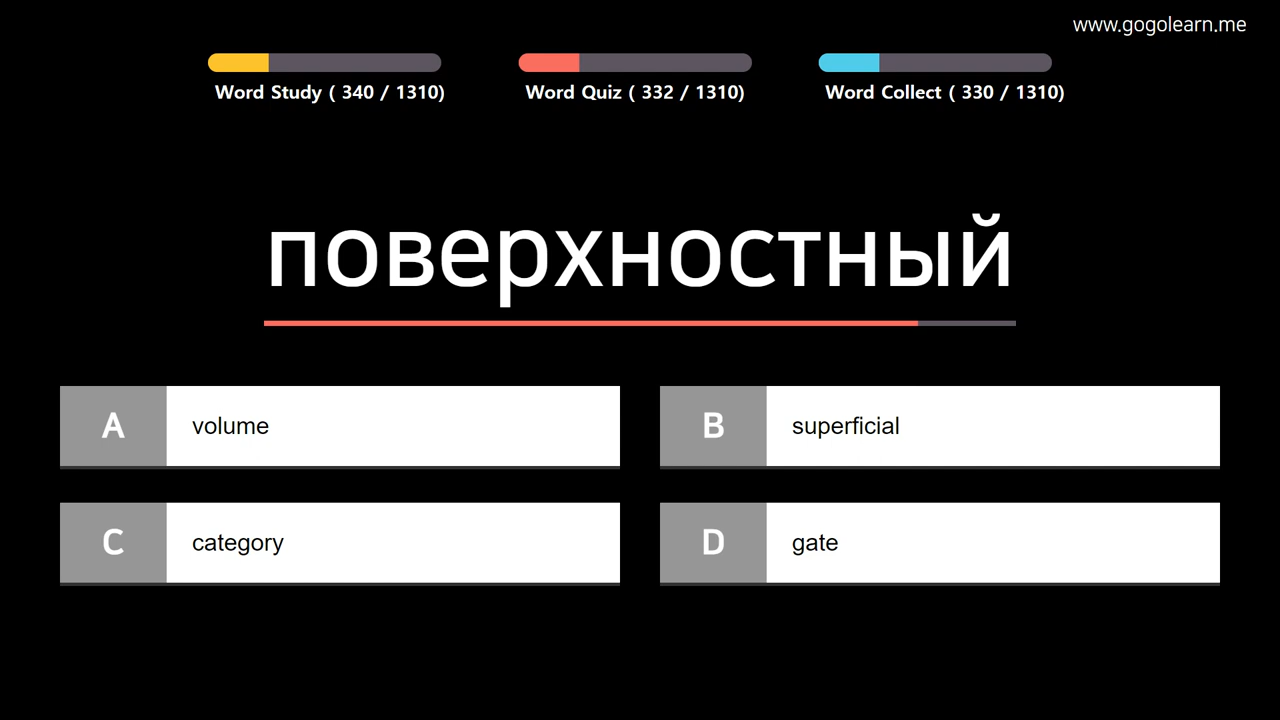 www.gogolearn.me
Word Study ( 340 / 1310)
Word Quiz ( 332 / 1310)
Word Collect ( 330 / 1310)
поверхностный
A volume
B superficial
C category
D gate